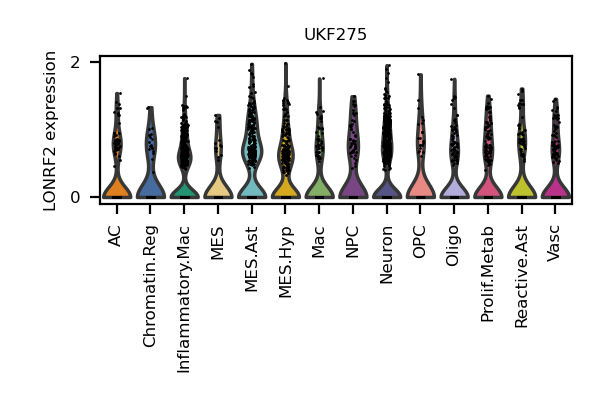 UKF275
LONRF2 expression
2
0
AC
Chromatin.Reg
Inflammatory.Mac
MES
MES.Ast
MES.Hyp
Mac
NPC
Neuron
OPC
Oligo
Prolif.Metab
Reactive.Ast
Vasc